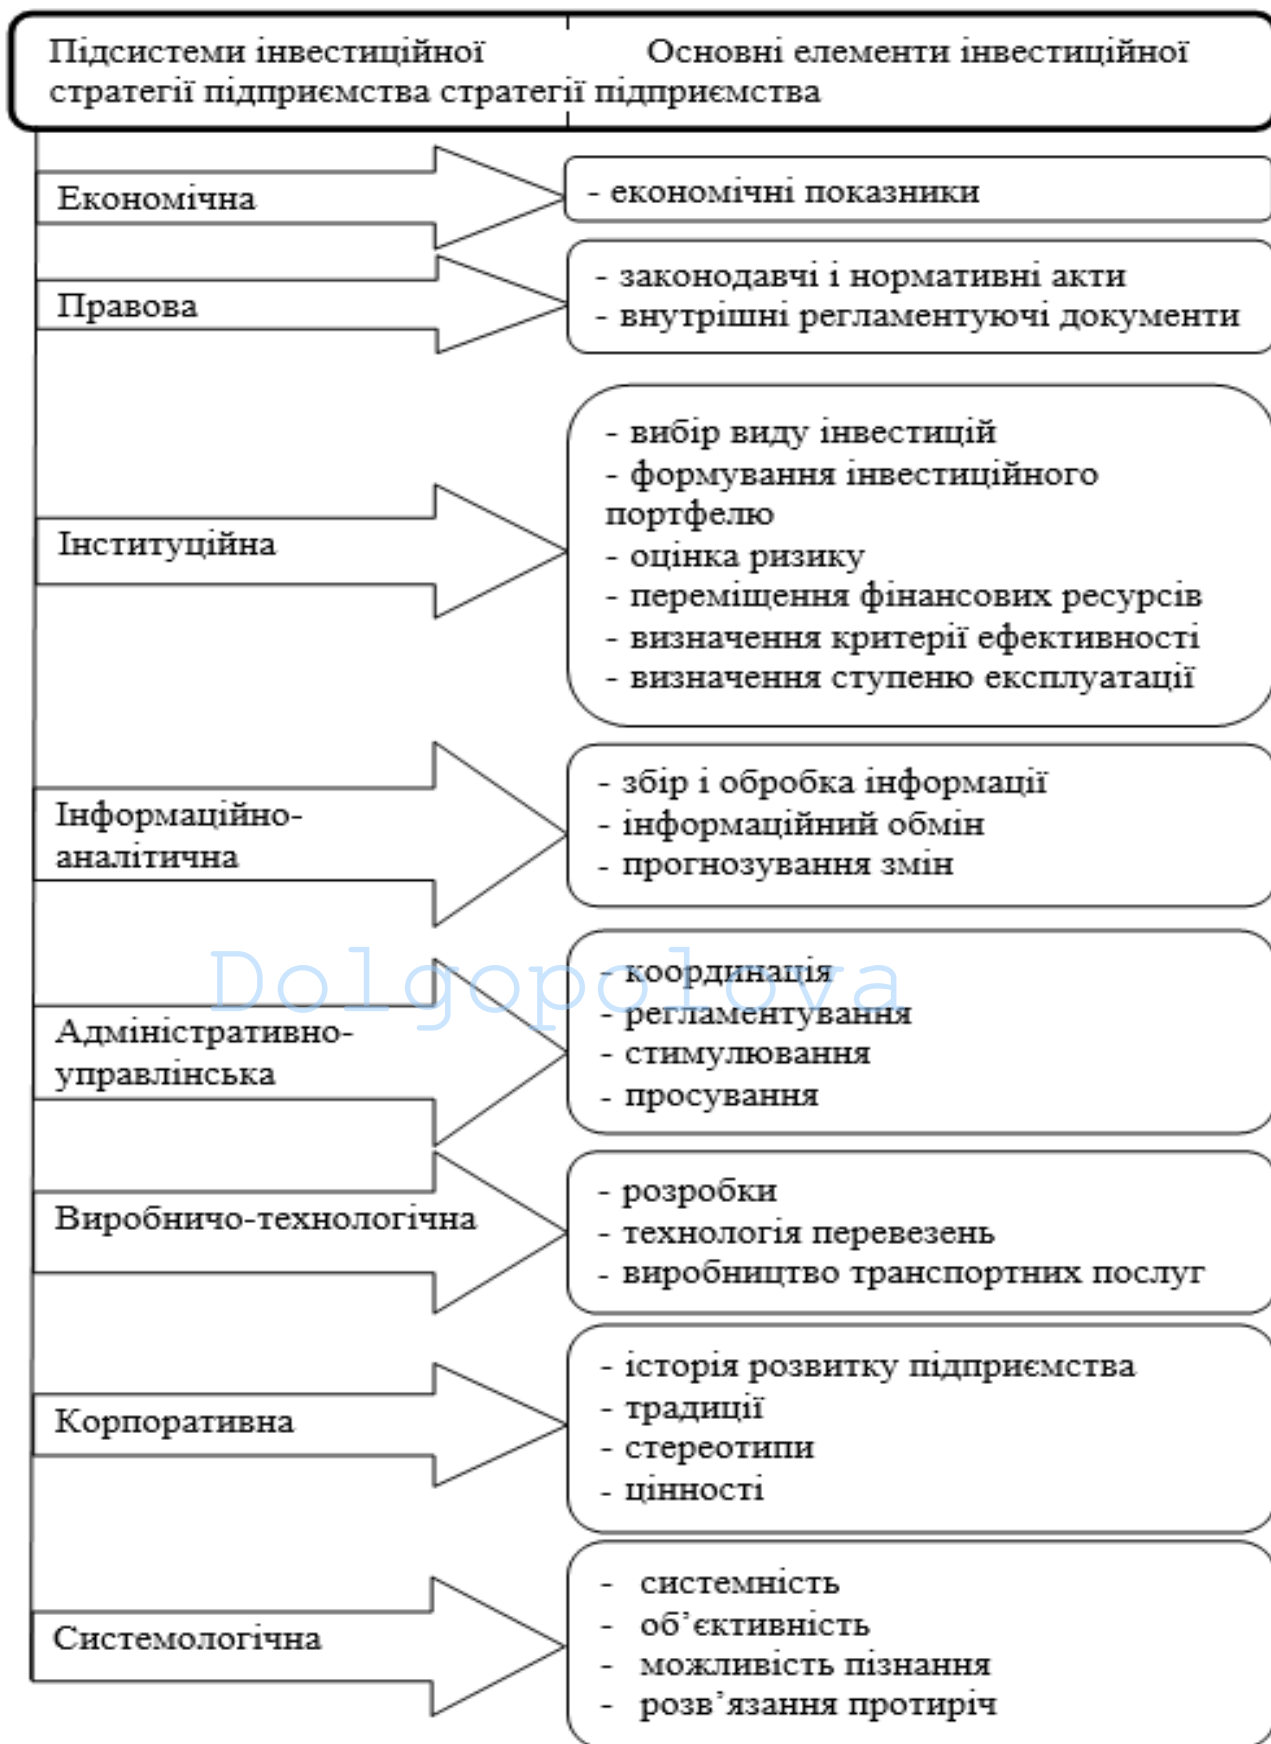 Підсистеми інвестиційної Основні елементи інвестиційної
стратегії підприємства стратегії підприємства
Економічна
- економічні показники
Правова
- законодавчі і нормативні акти
- внутрішні регламентуючі документи
Інституційна
- вибір виду інвестицій
- формування інвестиційного
портфелю
- оцінка ризику
- переміщення фінансових ресурсів
- визначення критерії ефективності
- визначення ступеню експлуатації
Інформаційно-
аналітична
- збір і обробка інформації
- інформаційний обмін
- прогнозування змін
Dolgopolova
Адміністративно-
управлінська
- координація
- регламентування
- стимулювання
- просування
Виробничо-технологічна
- розробки
- технологія перевезень
- виробництво транспортних послуг
Корпоративна
- історія розвитку підприємства
- традиції
- стереотипи
- цінності
Системологічна
- системність
- об’єктивність
- можливість пізнання
- розв’язання протиріч